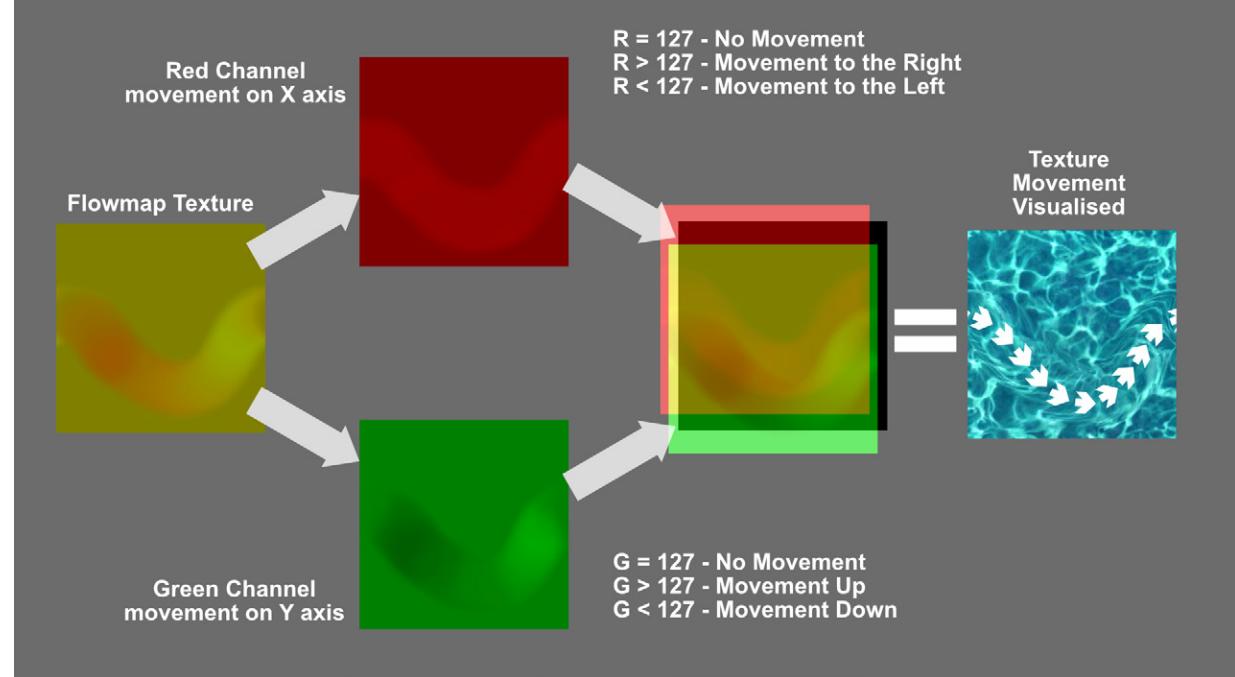 Red Channel
movement on X axis
R = 127 - No Movement
R > 127 - Movement to the Right
R < 127 - Movement to the Left
Flowmap Texture
Texture
Movement
Visualised
Green Channel
movement on Y axis
G = 127 - No Movement
G > 127 - Movement Up
G < 127 - Movement Down